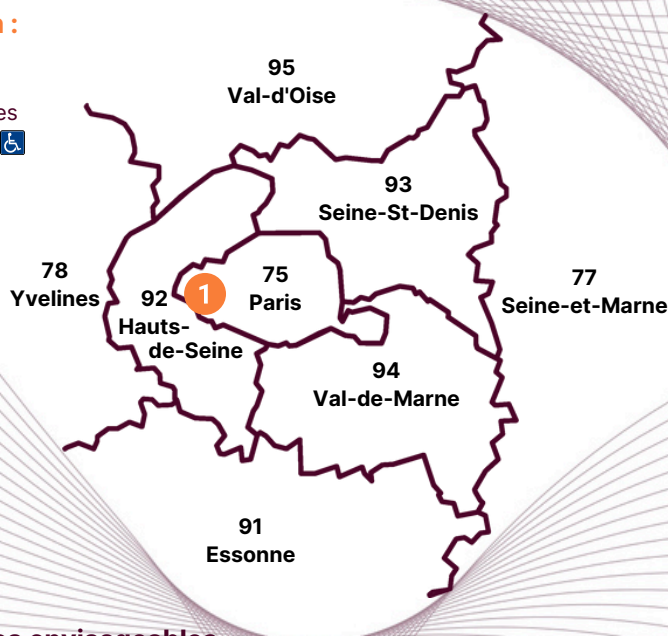 :
95
Val-d'Oise
es
93
Seine-St-Denis
78
Yvelines
75
Paris
77
Seine-et-Marne
92
1
Hauts-
de-Seine
94
Val-de-Marne
91
Essonne